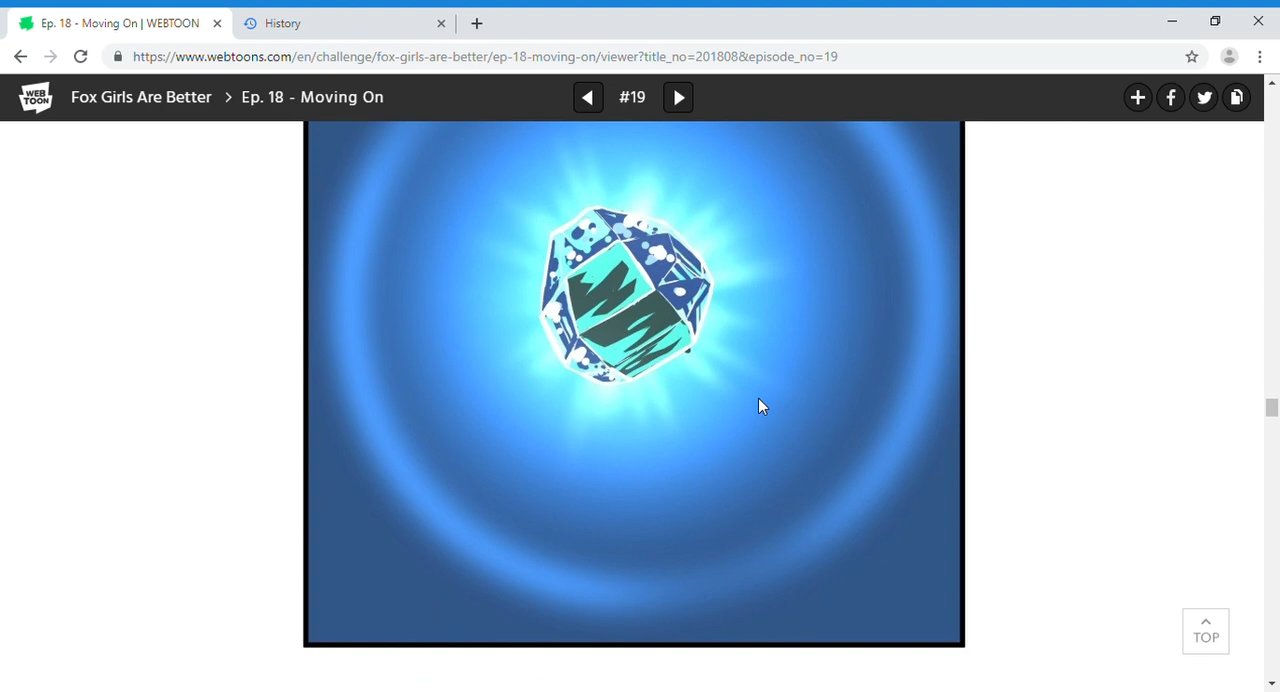 Ep. 18 - Moving On | WEBTOON
History
https://www.webtoons.com/en/challenge/fox-girls-are-better/ep-18-moving-on/viewer?title_no=201808&episode_no=19
WEB
TOON
Fox Girls Are Better > Ep. 18 - Moving On
#19
TOP